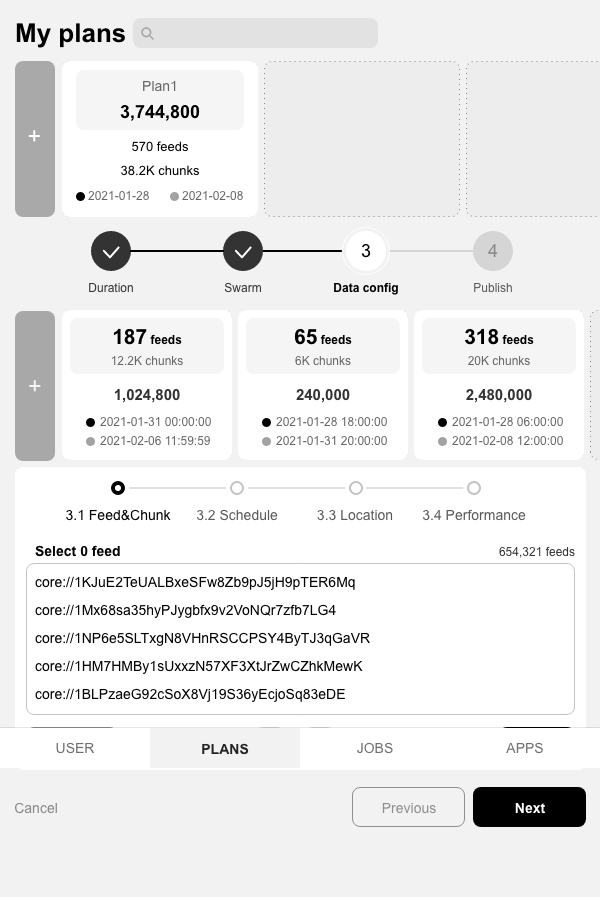 My plans
+
Plan1
3,744,800
570 feeds
38.2K chunks
2021-01-28 2021-02-08
3 4
Duration Swarm Data config Publish
+
187 feeds 65 feeds 318 feeds
12.2K chunks 6K chunks 20K chunks
1,024,800 240,000 2,480,000
2021-01-31 00:00:00 2021-01-28 18:00:00 2021-01-28 06:00:00
2021-02-06 11:59:59 2021-01-31 20:00:00 2021-02-08 12:00:00
3.1 Feed&Chunk 3.2 Schedule 3.3 Location 3.4 Performance
Select 0 feed 654,321 feeds
core://1KJuE2TeUALBxeSFw8Zb9pJ5jH9pTER6Mq
core://1Mx68sa35hyPJygbfx9v2VoNQr7zfb7LG4
core://1NP6e5SLTxgN8VHnRSCCPSY4ByTJ3qGaVR
core://1HM7HMBy1sUxxzN57XF3XtJrZwCZhkMewK
core://1BLPzaeG92cSoX8Vj19S36yEcjoSq83eDE
USER PLANS JOBS APPS
Cancel Previous Next